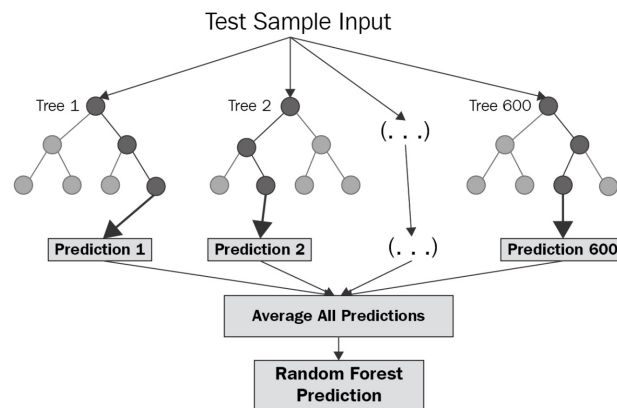 Test Sample Input
Tree 1
Tree 2
(. . .)
Tree 600
Prediction 1
Prediction 2
(. . .)
Prediction 600
Average All Predictions
Random Forest
Prediction